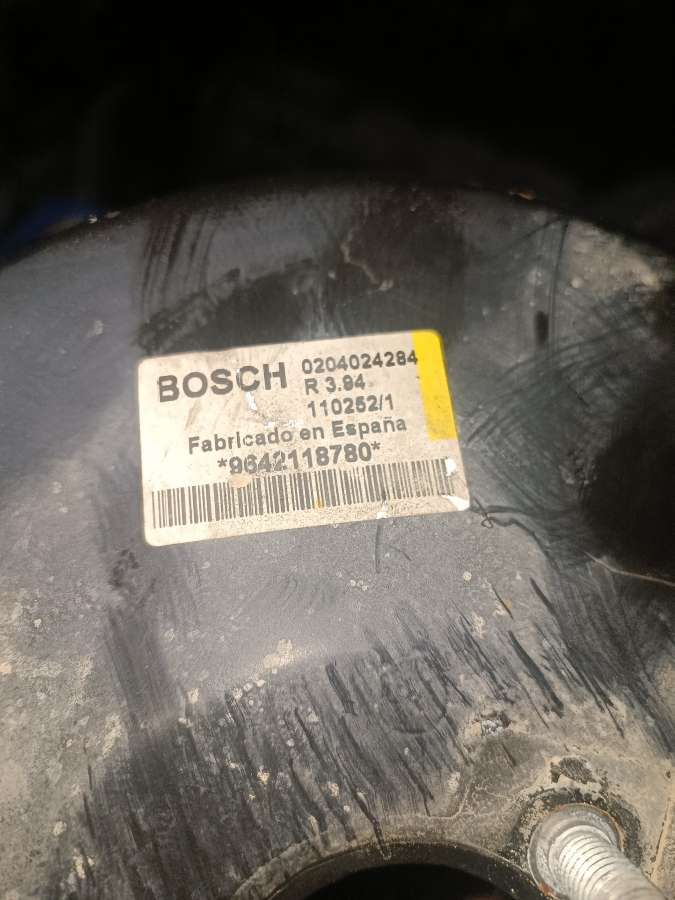 BOSCH 0204024284
R 3.94
110252/1
Fabricado en España
*9642118780*